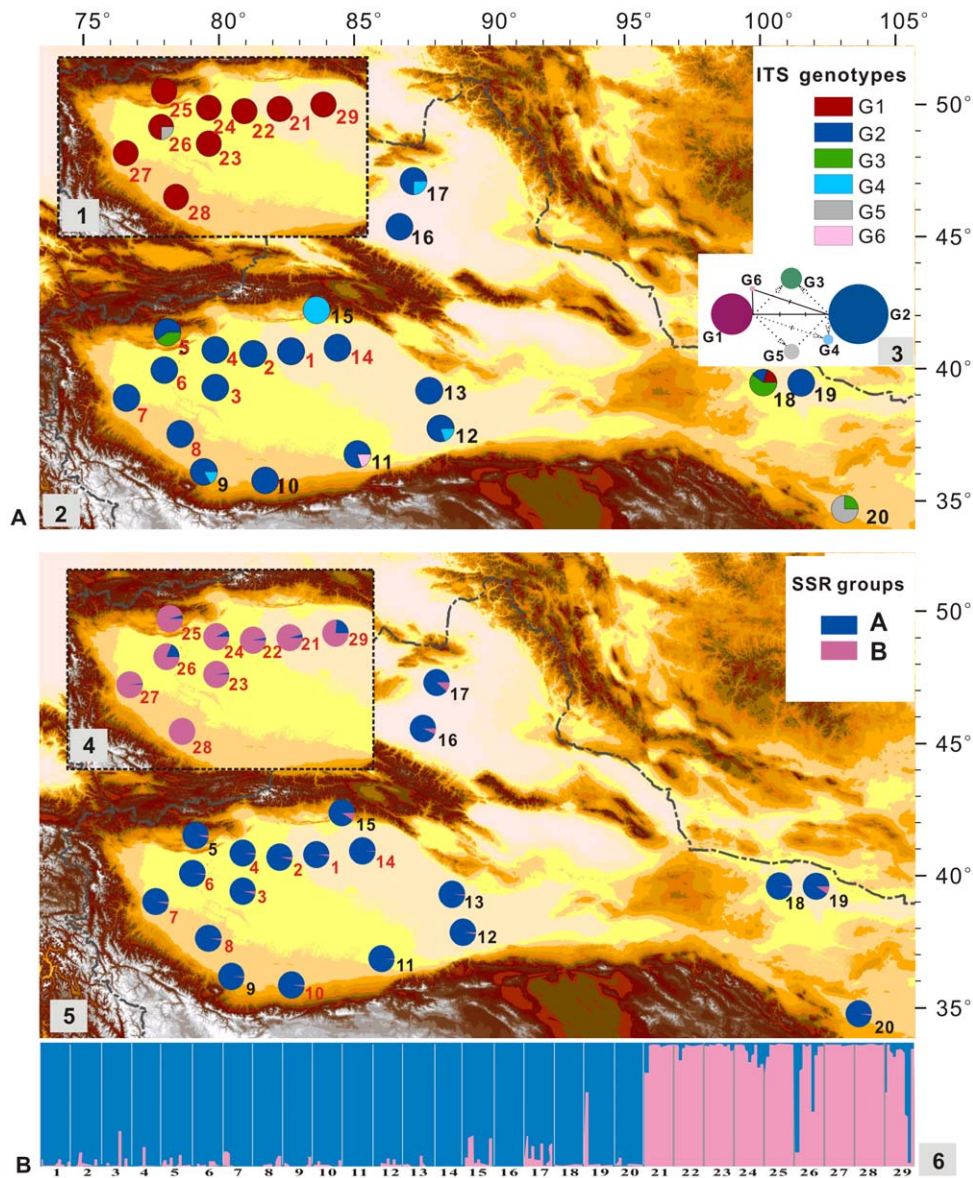 75° 80° 85° 90° 95° 100° 105°
ITS genotypes
G1
G2
G3
G4
G5
G6
50°
45°
40°
35°
25 24 22 21 29
26 23
27
28
1
17
16
G6 G3
G1 G2
G5 G4
3
15
5 4 2 1 14
6 3 13
7 12
8 11
9 10
18 19
20
A 2
SSR groups
A
B
50°
45°
40°
35°
25 24 22 21 29
26 23
27
28
4
17
16
15
5 4 2 1 14
6 3 13
7 12
8 11
9 10
18 19
20
5
B 6
1 2 3 4 5 6 7 8 9 10 11 12 13 14 15 16 17 18 19 20 21 22 23 24 25 26 27 28 29